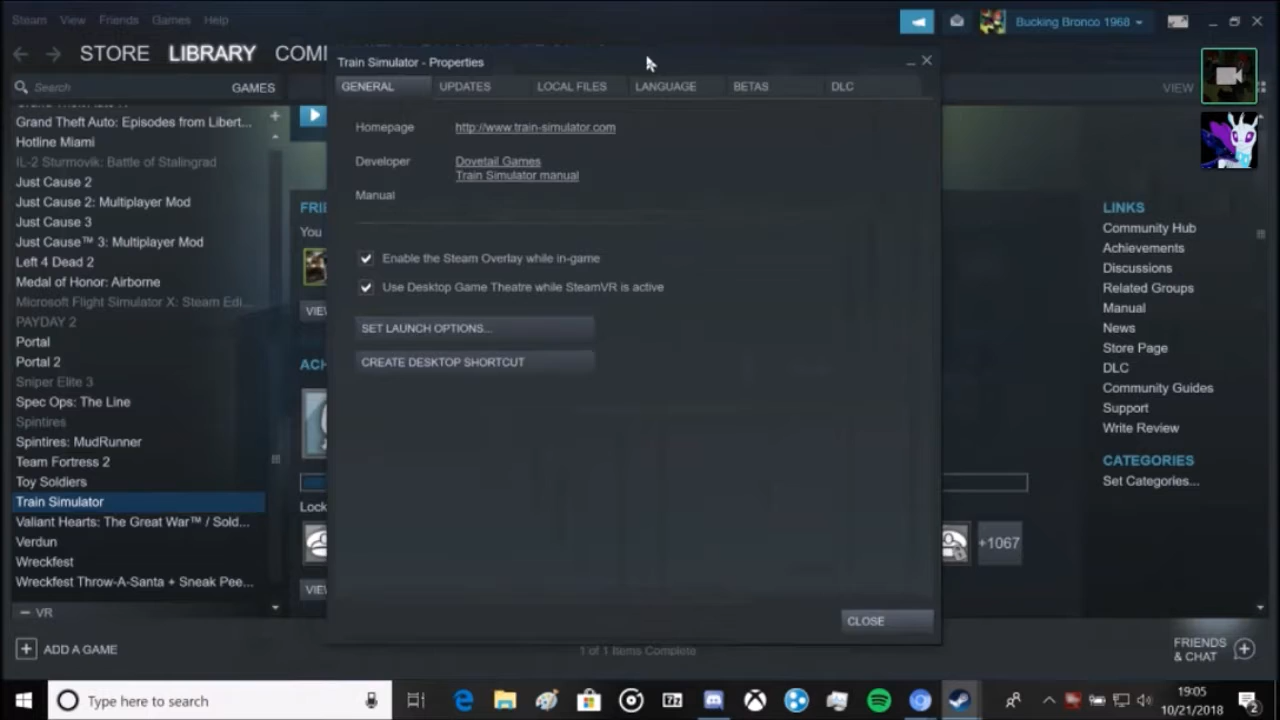 Steam View Friends Games Help
Bucking Bronco 1968
STORE LIBRARY COMM
Train Simulator - Properties
Search GAMES
VIEW
GENERAL UPDATES LOCAL FILES LANGUAGE BETAS DLC
Grand Theft Auto: Episodes from Libert...
Hotline Miami
IL-2 Sturmovik: Battle of Stalingrad
Just Cause 2
Just Cause 2: Multiplayer Mod
Just Cause 3
Just Cause™ 3: Multiplayer Mod
Left 4 Dead 2
Medal of Honor: Airborne
Microsoft Flight Simulator X: Steam Edi...
PAYDAY 2
Portal
Portal 2
Sniper Elite 3
Spec Ops: The Line
Spintires
Spintires: MudRunner
Team Fortress 2
Toy Soldiers
Train Simulator
Valiant Hearts: The Great War™ / Sold...
Verdun
Wreckfest
Wreckfest Throw-A-Santa + Sneak Pee...
VR
ADD A GAME
FRIE
You
VIE
ACH
Lock
VIE
Homepage http://www.train-simulator.com
Developer Dovetail Games
Train Simulator manual
Manual
Enable the Steam Overlay while in-game
Use Desktop Game Theatre while SteamVR is active
SET LAUNCH OPTIONS...
CREATE DESKTOP SHORTCUT
CLOSE
+1067
1 of 1 Items Complete
LINKS
Community Hub
Achievements
Discussions
Related Groups
Manual
News
Store Page
DLC
Community Guides
Support
Write Review
CATEGORIES
Set Categories...
FRIENDS
& CHAT
Type here to search
19:05
10/21/2018
2